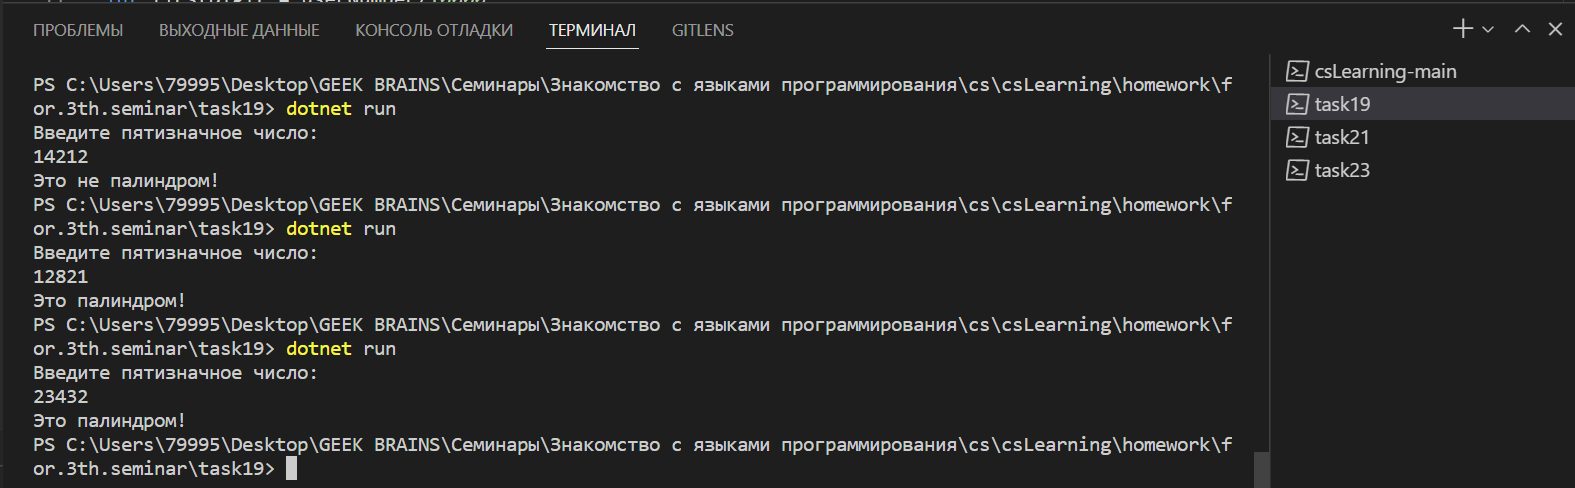 ПРОБЛЕМЫ ВЫХОДНЫЕ ДАННЫЕ КОНСОЛЬ ОТЛАДКИ ТЕРМИНАЛ GITLENS
PS C:\Users\79995\Desktop\GEEK BRAINS\Семинары\Знакомство с языками программирования\cs\csLearning\homework\f
or.3th.seminar\task19> dotnet run
Введите пятизначное число:
14212
Это не палиндром!
PS C:\Users\79995\Desktop\GEEK BRAINS\Семинары\Знакомство с языками программирования\cs\csLearning\homework\f
or.3th.seminar\task19> dotnet run
Введите пятизначное число:
12821
Это палиндром!
PS C:\Users\79995\Desktop\GEEK BRAINS\Семинары\Знакомство с языками программирования\cs\csLearning\homework\f
or.3th.seminar\task19> dotnet run
Введите пятизначное число:
23432
Это палиндром!
PS C:\Users\79995\Desktop\GEEK BRAINS\Семинары\Знакомство с языками программирования\cs\csLearning\homework\f
or.3th.seminar\task19>
csLearning-main
task19
task21
task23